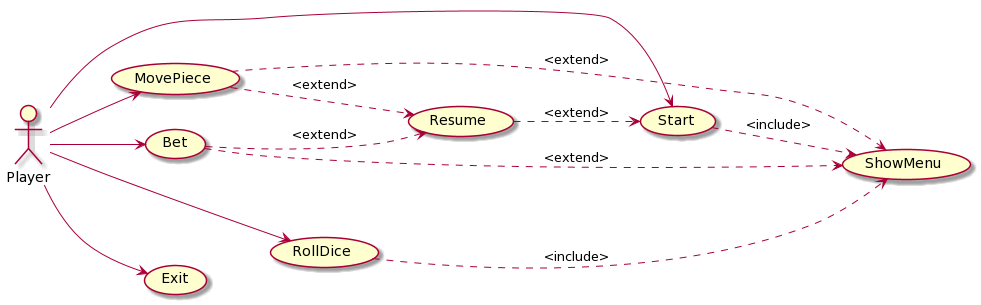 <extend>
MovePiece
<extend>
<extend>
Resume
Start
<include>
<extend>
Bet
<extend>
ShowMenu
Player
RollDice
<include>
Exit